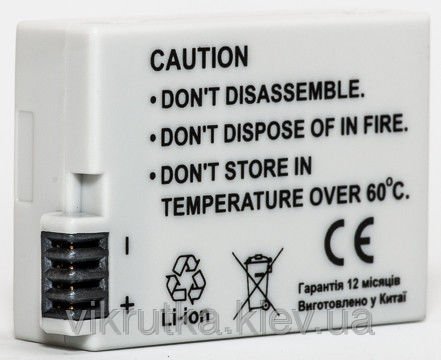 CAUTION
•DON'T DISASSEMBLE.
•DON'T DISPOSE OF IN FIRE.
•DON'T STORE IN
TEMPERATURE OVER 60°C.
–
+
Li-ion
CE
Гарантія 12 місяців
Виготовлено у Китаї
vikrutka.kiev.ua